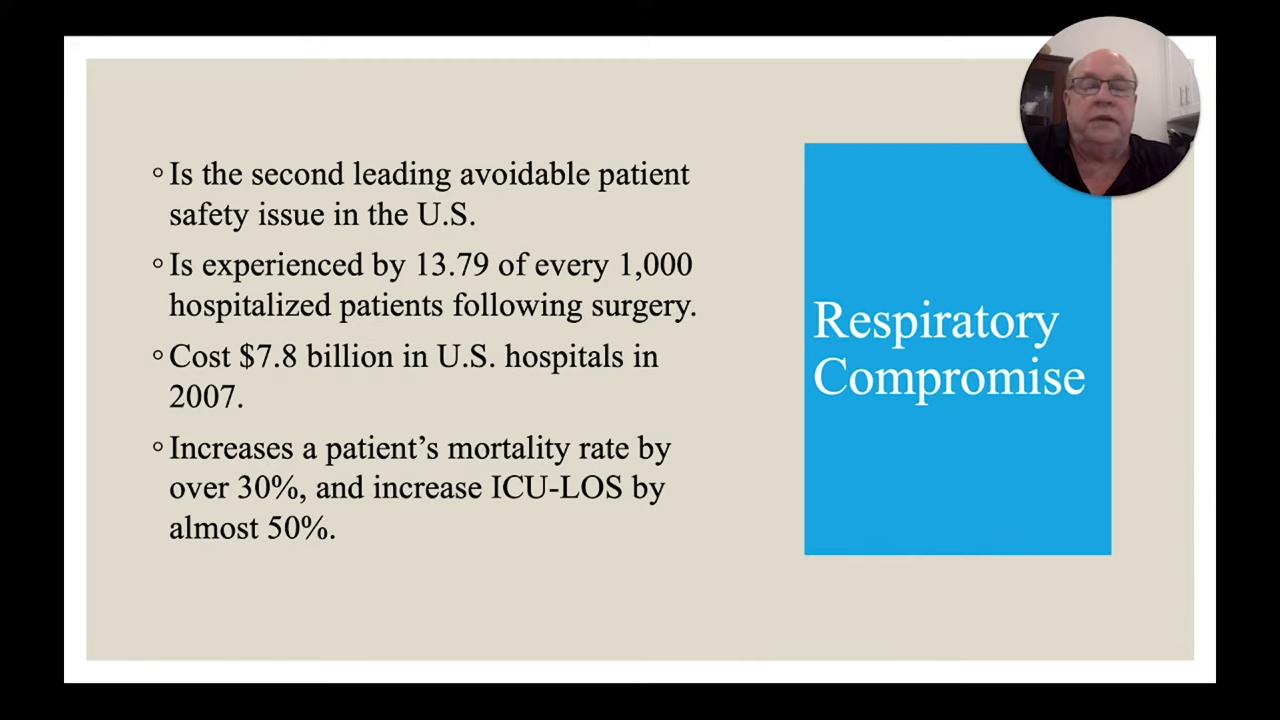 ◦ Is the second leading avoidable patient
safety issue in the U.S.
◦ Is experienced by 13.79 of every 1,000
hospitalized patients following surgery.
◦ Cost $7.8 billion in U.S. hospitals in
2007.
◦ Increases a patient’s mortality rate by
over 30%, and increase ICU-LOS by
almost 50%.
Respiratory
Compromise